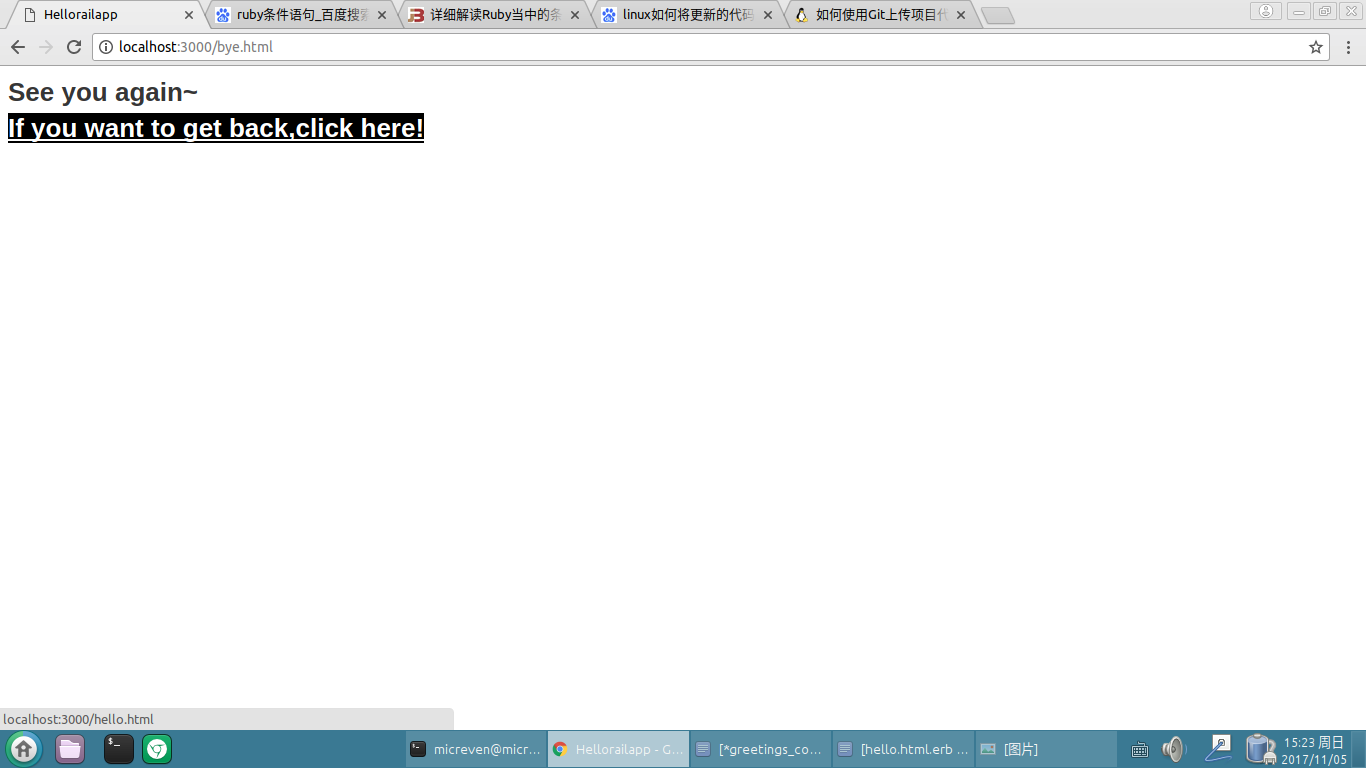 Hellorailapp
ruby条件语句_百度搜索
详细解读Ruby当中的条
linux如何将更新的代码
如何使用Git上传项目代
localhost:3000/bye.html
See you again~
If you want to get back,click here!
localhost:3000/hello.html
micreven@micr...
Hellorailapp - G...
[*greetings_co...
[hello.html.erb ...
[图片]
15:23 周日
2017/11/05